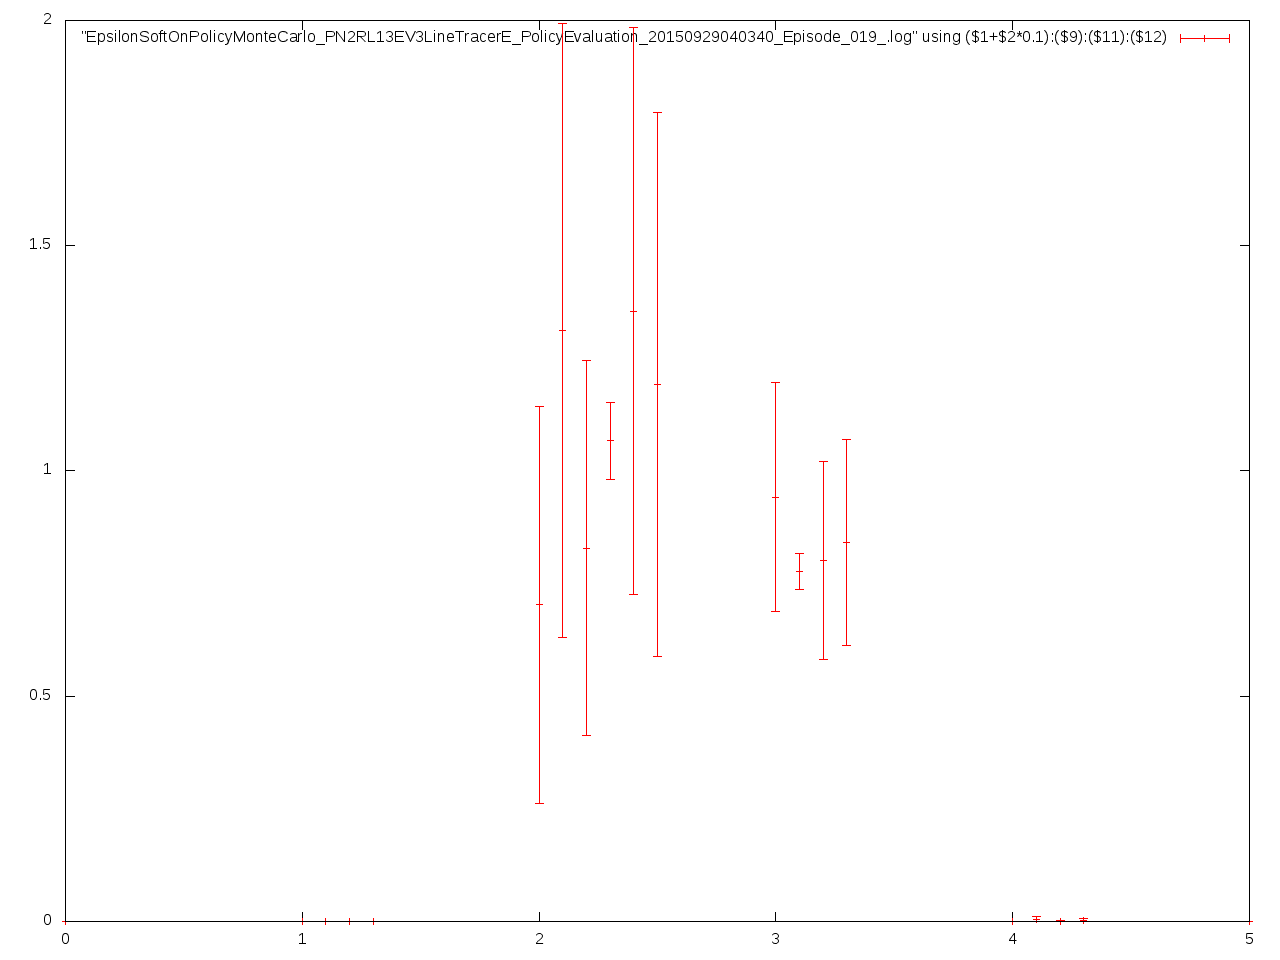 2
"EpsilonSoftOnPolicyMonteCarlo_PN2RL13EV3LineTracerE_PolicyEvaluation_20150929040340_Episode_019_.log" using ($1+$2*0.1):($9):($11):($12)
1.5
1
0.5
0
0 1 2 3 4 5